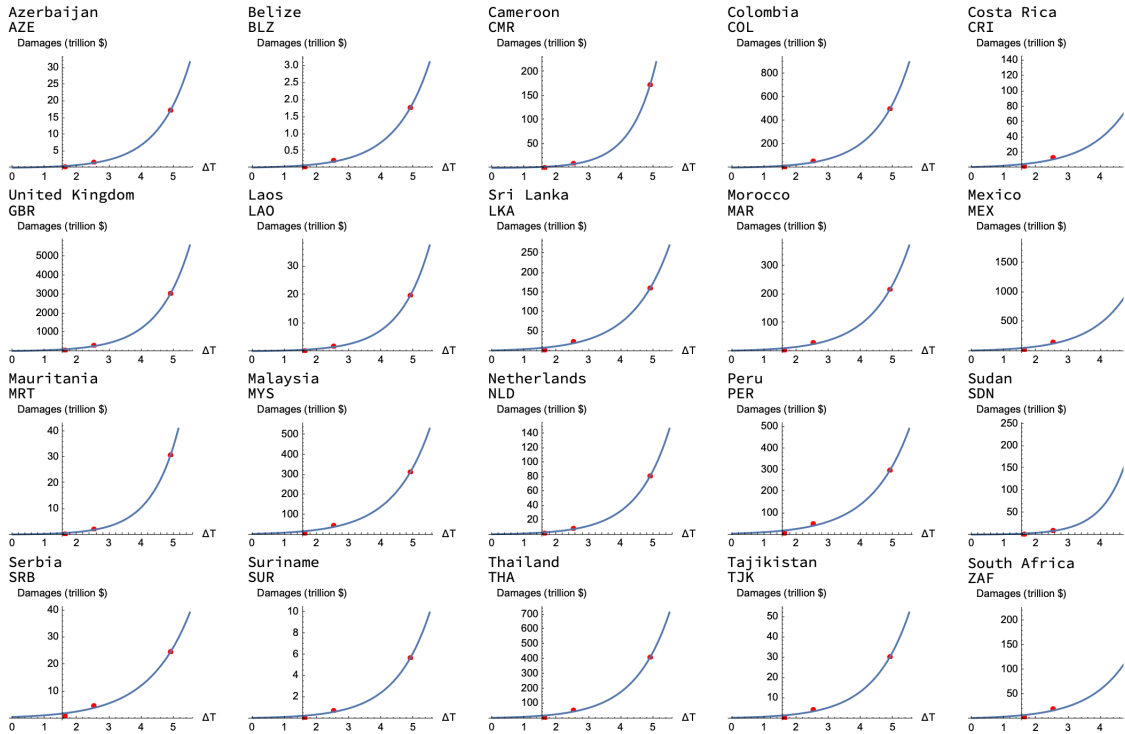 Azerbaijan Belize Cameroon Colombia Costa Rica
AZE BLZ CMR COL CRI
Damages (trillion $) Damages (trillion $) Damages (trillion $) Damages (trillion $) Damages (trillion $)
30 25 20 15 10 5 3.0 2.5 2.0 1.5 1.0 0.5 200 150 100 50 800 600 400 200 140 120 100 80 60 40 20
ΔT ΔT ΔT ΔT
0 1 2 3 4 5 0 1 2 3 4 5 0 1 2 3 4 5 0 1 2 3 4 5 0 1 2 3 4
United Kingdom Laos Sri Lanka Morocco Mexico
GBR LAO LKA MAR MEX
Damages (trillion $) Damages (trillion $) Damages (trillion $) Damages (trillion $) Damages (trillion $)
5000 4000 3000 2000 1000 30 20 10 250 200 150 100 50 300 200 100 1500 1000 500
ΔT ΔT ΔT ΔT
0 1 2 3 4 5 0 1 2 3 4 5 0 1 2 3 4 5 0 1 2 3 4 5 0 1 2 3 4
Mauritania Malaysia Netherlands Peru Sudan
MRT MYS NLD PER SDN
Damages (trillion $) Damages (trillion $) Damages (trillion $) Damages (trillion $) Damages (trillion $)
40 30 20 10 500 400 300 200 100 140 120 100 80 60 40 20 500 400 300 200 100 250 200 150 100 50
ΔT ΔT ΔT ΔT
0 1 2 3 4 5 0 1 2 3 4 5 0 1 2 3 4 5 0 1 2 3 4 5 0 1 2 3 4
Serbia Suriname Thailand Tajikistan South Africa
SRB SUR THA TJK ZAF
Damages (trillion $) Damages (trillion $) Damages (trillion $) Damages (trillion $) Damages (trillion $)
40 30 20 10 10 8 6 4 2 700 600 500 400 300 200 100 50 40 30 20 10 200 150 100 50
ΔT ΔT ΔT ΔT
0 1 2 3 4 5 0 1 2 3 4 5 0 1 2 3 4 5 0 1 2 3 4 5 0 1 2 3 4